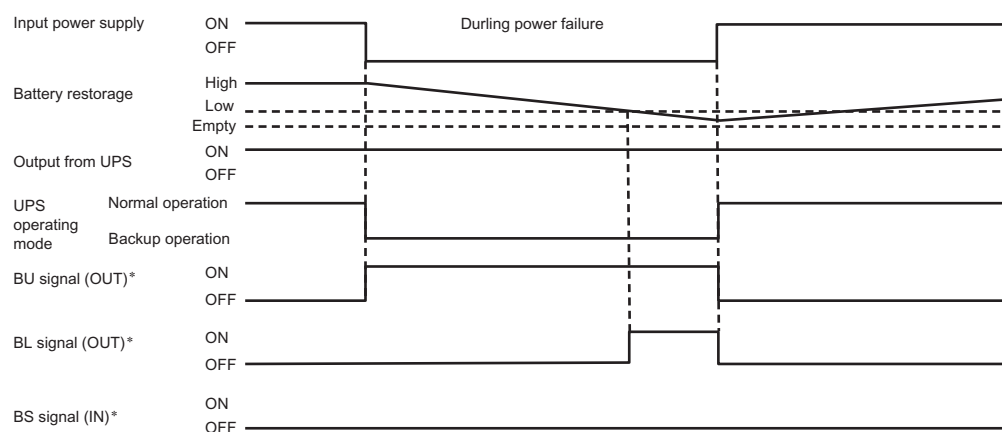 Input power supply ON Durling power failure
OFF
Battery restorage High
Low
Empty
Output from UPS ON
OFF
UPS operating mode Normal operation
Backup operation
BU signal (OUT)* ON
OFF
BL signal (OUT)* ON
OFF
BS signal (IN)* ON
OFF